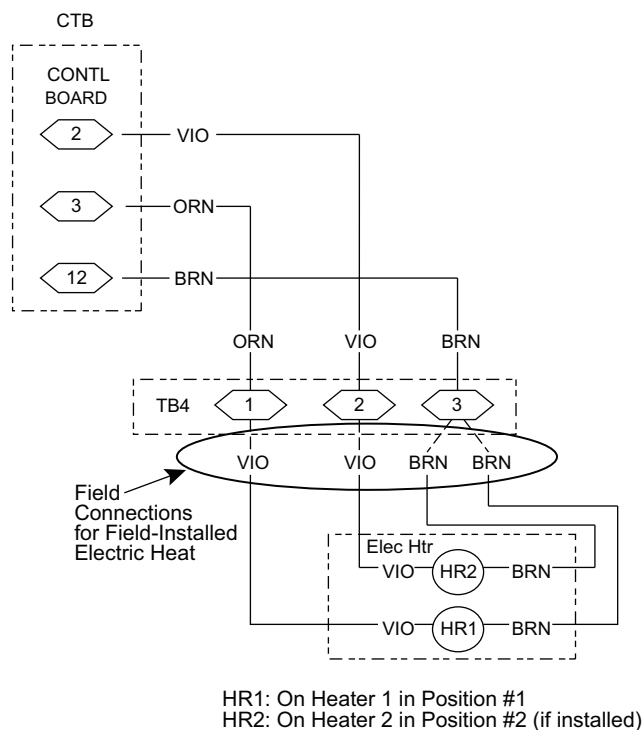 CTB
CONTL
BOARD
2
VIO
3
ORN
12
BRN
ORN
VIO
BRN
TB4
1
2
3
VIO
VIO
BRN
BRN
Field
Connections
for Field-Installed
Electric Heat
Elec Htr
VIO
HR2
BRN
VIO
HR1
BRN
HR1: On Heater 1 in Position #1
HR2: On Heater 2 in Position #2 (if installed)